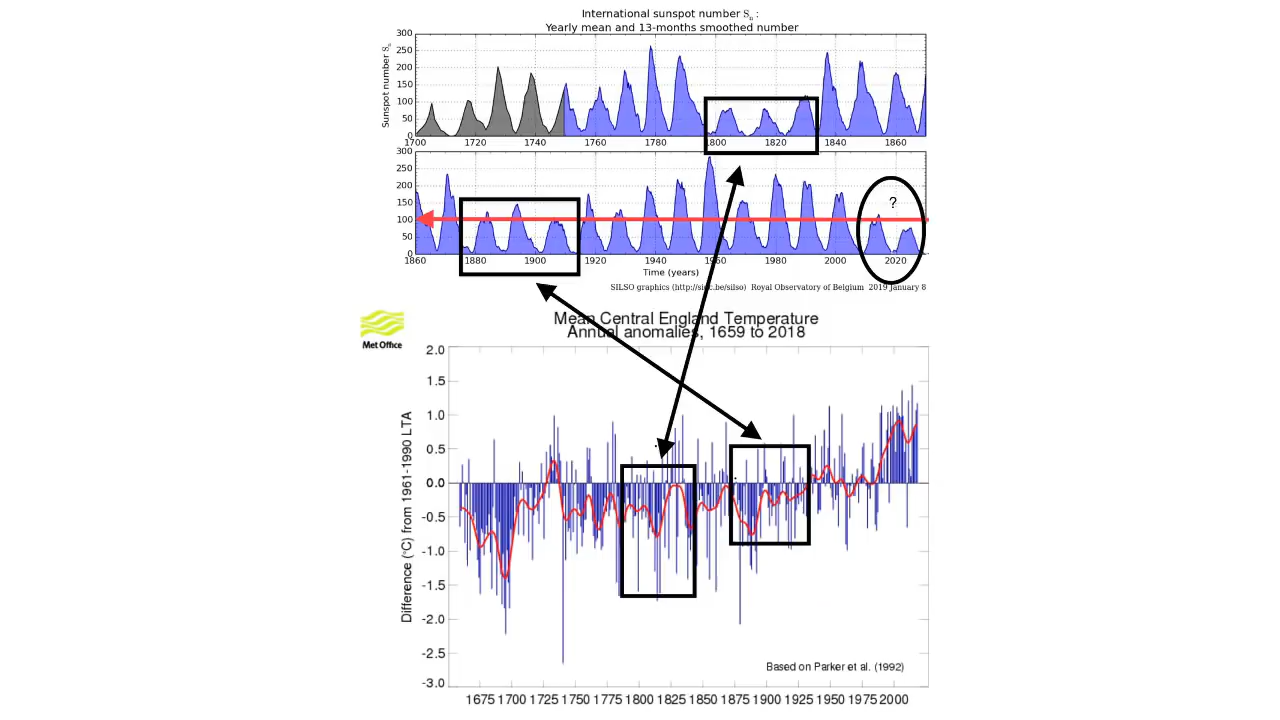 International sunspot number Sn :
Yearly mean and 13-months smoothed number
Sunspot number Sn
300
250
200
150
100
50
0
1700 1720 1740 1760 1780 1800 1820 1840 1860
300
250
200
150
100
50
0
?
1860 1880 1900 1920 1940 1960 1980 2000 2020
Time (years)
SILSO graphics (http://sidc.be/silso) Royal Observatory of Belgium 2019 January 8
Met Office
Mean Central England Temperature
Annual anomalies, 1659 to 2018
Difference (°C) from 1961-1990 LTA
2.0
1.5
1.0
0.5
0.0
-0.5
-1.0
-1.5
-2.0
-2.5
-3.0
Based on Parker et al. (1992)
1675 1700 1725 1750 1775 1800 1825 1850 1875 1900 1925 1950 1975 2000